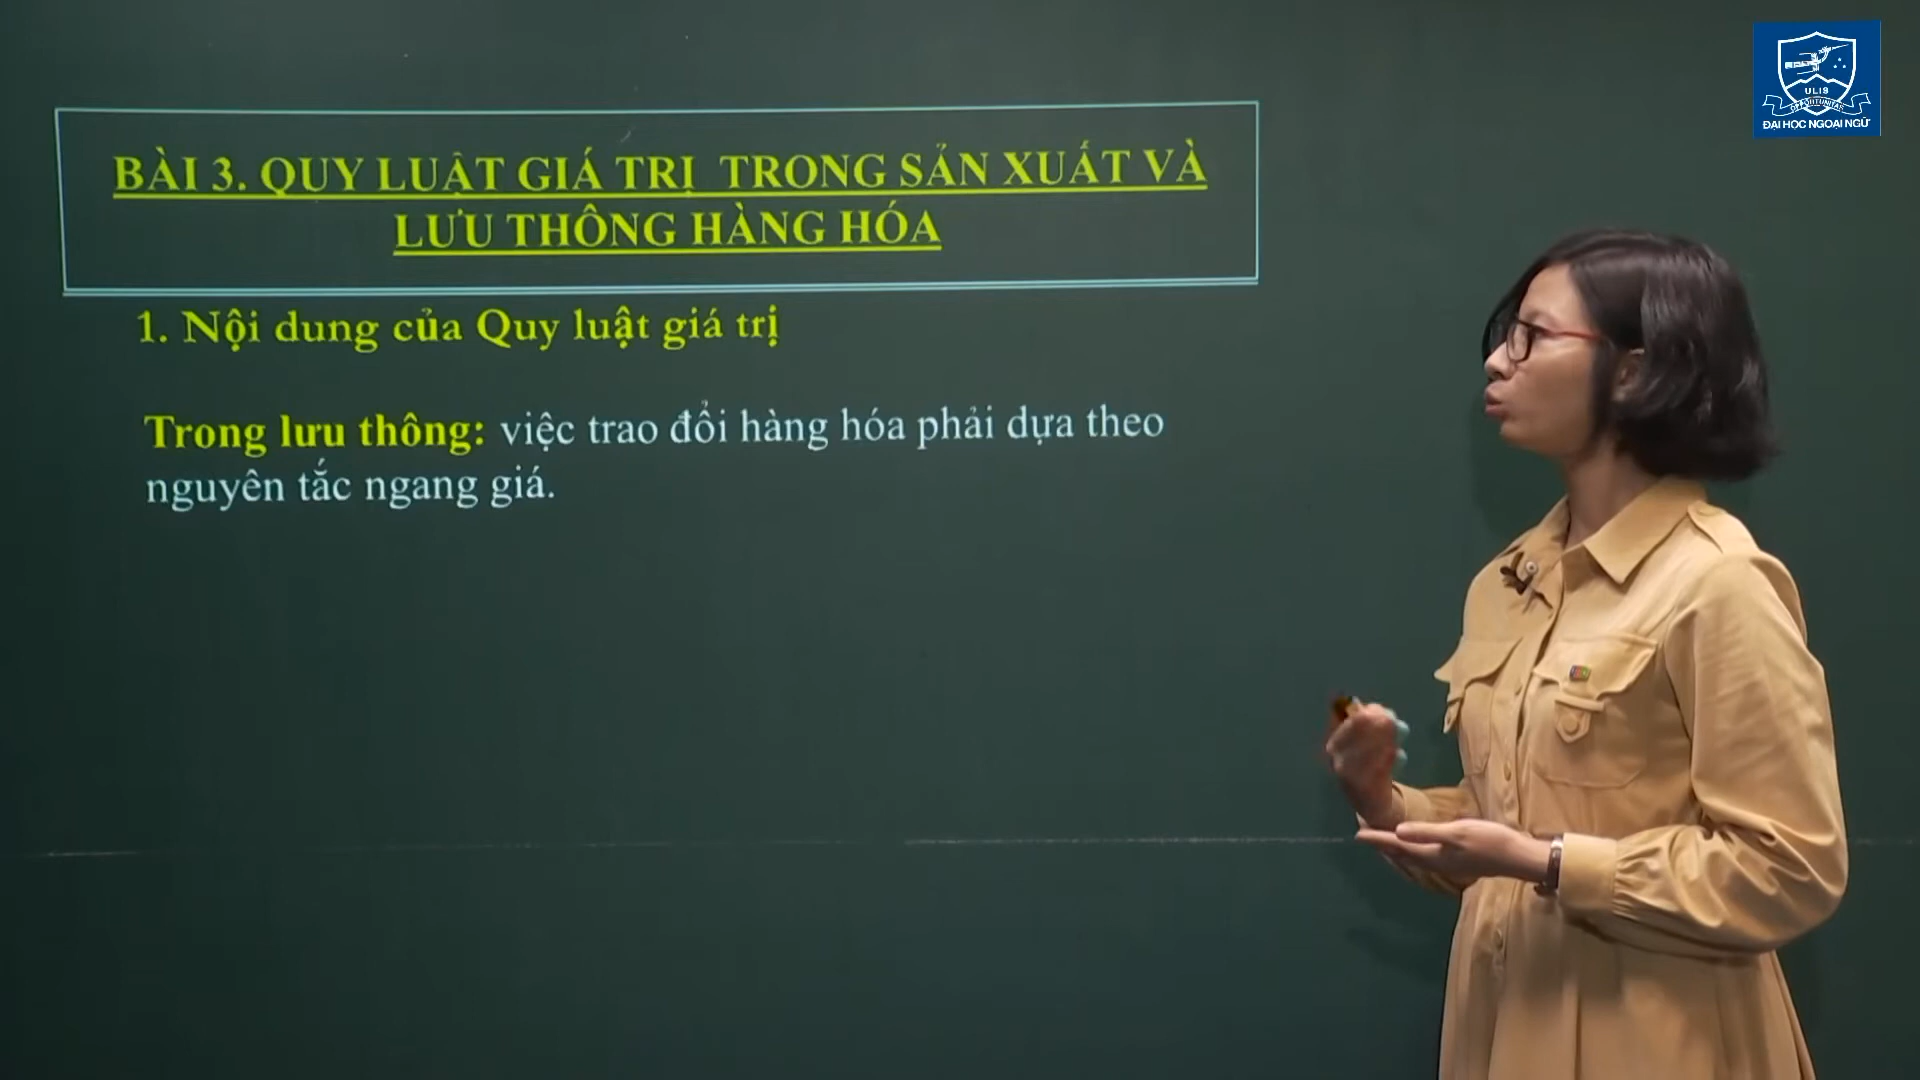 BÀI 3. QUY LUẬT GIÁ TRỊ TRONG SẢN XUẤT VÀ
LƯU THÔNG HÀNG HÓA
1. Nội dung của Quy luật giá trị
Trong lưu thông: việc trao đổi hàng hóa phải dựa theo
nguyên tắc ngang giá.
ULIS
ĐẠI HỌC NGOẠI NGỮ